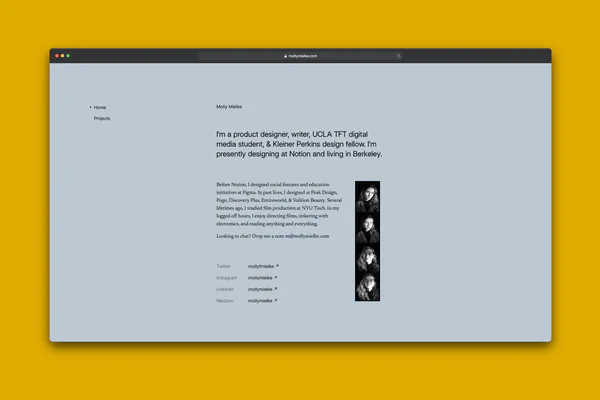 mollymielke.com
Home
Projects
Molly Mielke
I'm a product designer, writer, UCLA TFT digital
media student, & Kleiner Perkins design fellow. I'm
presently designing at Notion and living in Berkeley.
Before Notion, I designed social features and education
initiatives at Figma. In past lives, I designed at Peak Design,
Pogo, Discovery Plus, Entireworld, & Volition Beauty. Several
lifetimes ago, I studied film production at NYU Tisch. In my
logged off hours, I enjoy directing films, tinkering with
electronics, and reading anything and everything.
Looking to chat? Drop me a note m@mollymielke.com
Twitter mollyfmielke ↗
Instagram mollymielke ↗
LinkedIn mollymielke ↗
Medium mollymielke ↗